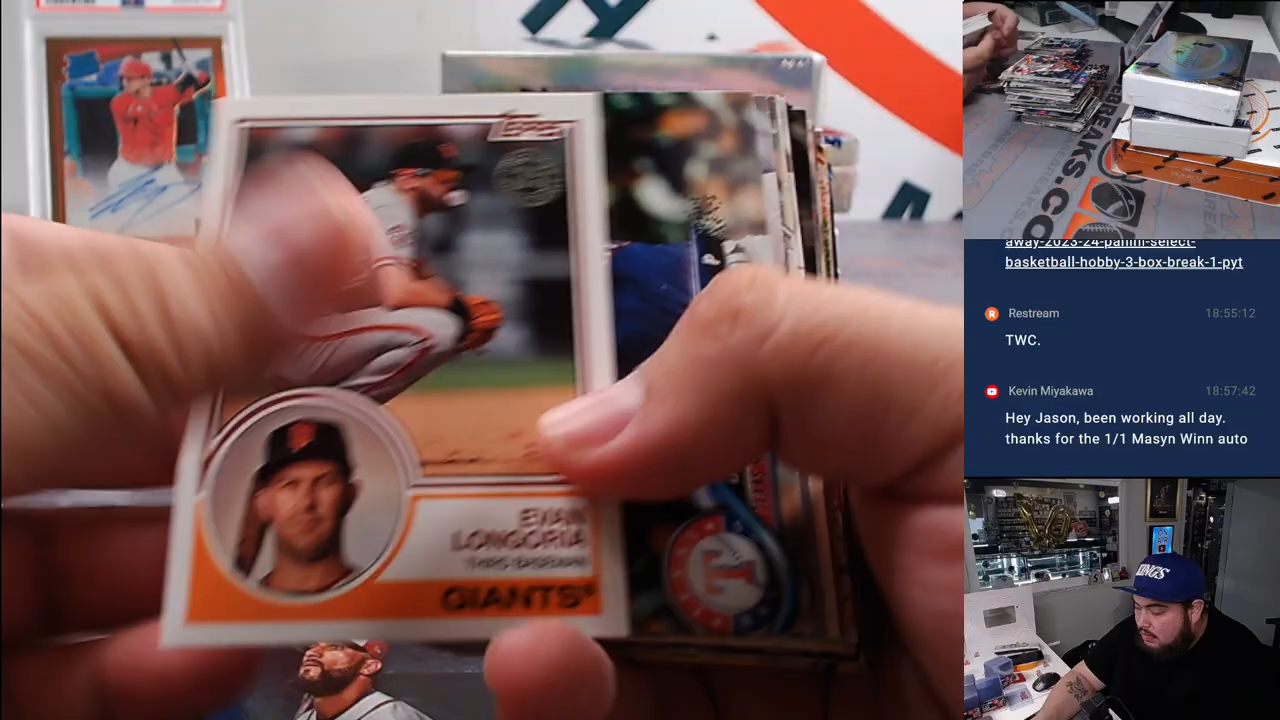 Topps
EVAN
LONGORIA
THIRD BASEMAN
GIANTS
away-2023-24-panini-select-
basketball-hobby-3-box-break-1-pyt
Restream 18:55:12
TWC.
Kevin Miyakawa 18:57:42
Hey Jason, been working all day.
thanks for the 1/1 Masyn Winn auto
KINGS
ON
AIR